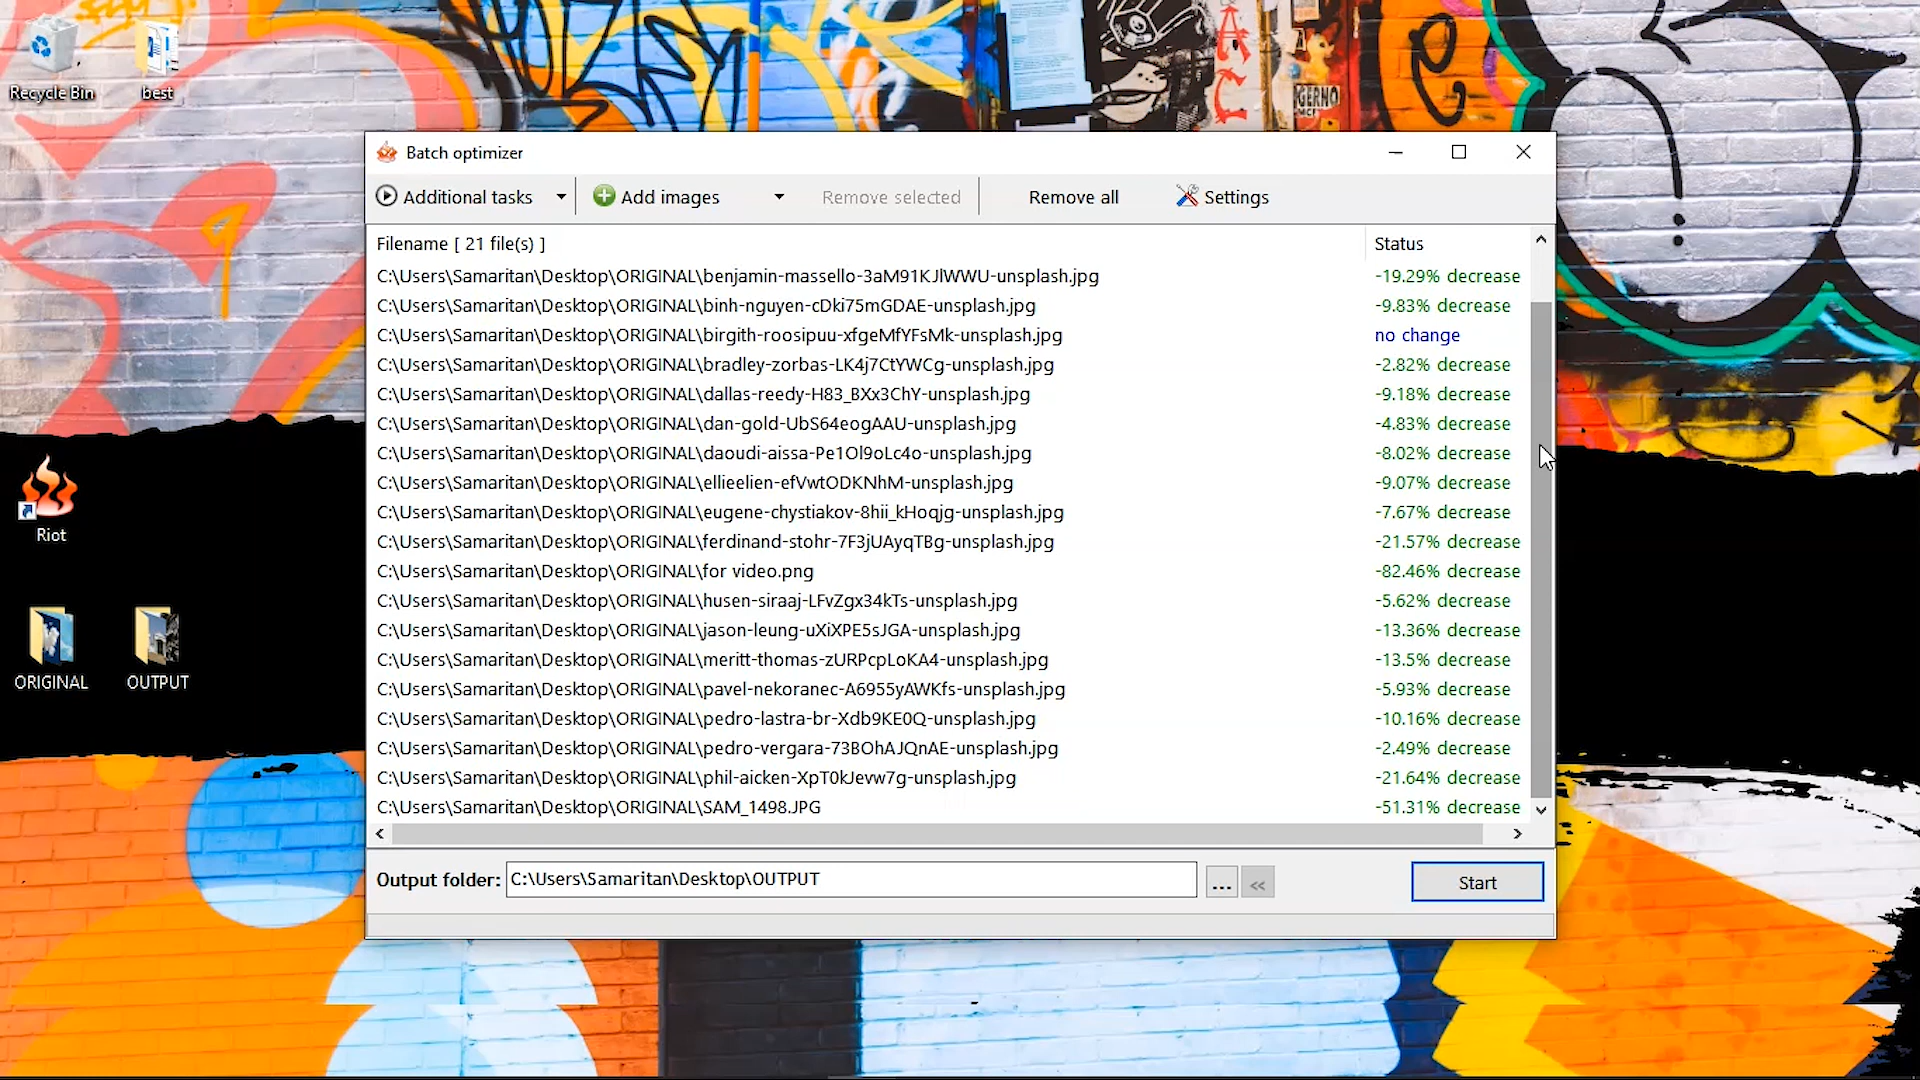 Recycle Bin
best
GERNO
Batch optimizer
Additional tasks
Add images
Remove selected
Remove all
Settings
Filename [ 21 file(s) ]
Status
C:\Users\Samaritan\Desktop\ORIGINAL\benjamin-massello-3aM91KJlWWU-unsplash.jpg -19.29% decrease
C:\Users\Samaritan\Desktop\ORIGINAL\binh-nguyen-cDki75mGDAE-unsplash.jpg -9.83% decrease
C:\Users\Samaritan\Desktop\ORIGINAL\birgith-roosipuu-xfgeMfYFsMk-unsplash.jpg no change
C:\Users\Samaritan\Desktop\ORIGINAL\bradley-zorbas-LK4j7CtYWCg-unsplash.jpg -2.82% decrease
C:\Users\Samaritan\Desktop\ORIGINAL\dallas-reedy-H83_BXx3ChY-unsplash.jpg -9.18% decrease
C:\Users\Samaritan\Desktop\ORIGINAL\dan-gold-UbS64eogAAU-unsplash.jpg -4.83% decrease
C:\Users\Samaritan\Desktop\ORIGINAL\daoudi-aissa-Pe1Ol9oLc4o-unsplash.jpg -8.02% decrease
C:\Users\Samaritan\Desktop\ORIGINAL\ellieelien-efVwtODKNhM-unsplash.jpg -9.07% decrease
C:\Users\Samaritan\Desktop\ORIGINAL\eugene-chystiakov-8hii_kHoqjg-unsplash.jpg -7.67% decrease
C:\Users\Samaritan\Desktop\ORIGINAL\ferdinand-stohr-7F3jUAyqTBg-unsplash.jpg -21.57% decrease
C:\Users\Samaritan\Desktop\ORIGINAL\for video.png -82.46% decrease
C:\Users\Samaritan\Desktop\ORIGINAL\husen-siraaj-LFvZgx34kTs-unsplash.jpg -5.62% decrease
C:\Users\Samaritan\Desktop\ORIGINAL\jason-leung-uXiXPE5sJGA-unsplash.jpg -13.36% decrease
C:\Users\Samaritan\Desktop\ORIGINAL\meritt-thomas-zURPcpLoKA4-unsplash.jpg -13.5% decrease
C:\Users\Samaritan\Desktop\ORIGINAL\pavel-nekoranec-A6955yAWKfs-unsplash.jpg -5.93% decrease
C:\Users\Samaritan\Desktop\ORIGINAL\pedro-lastra-br-Xdb9KE0Q-unsplash.jpg -10.16% decrease
C:\Users\Samaritan\Desktop\ORIGINAL\pedro-vergara-73BOhAJQnAE-unsplash.jpg -2.49% decrease
C:\Users\Samaritan\Desktop\ORIGINAL\phil-aicken-XpT0kJevw7g-unsplash.jpg -21.64% decrease
C:\Users\Samaritan\Desktop\ORIGINAL\SAM_1498.JPG -51.31% decrease
Riot
ORIGINAL
OUTPUT
Output folder:
C:\Users\Samaritan\Desktop\OUTPUT
...
<<
Start